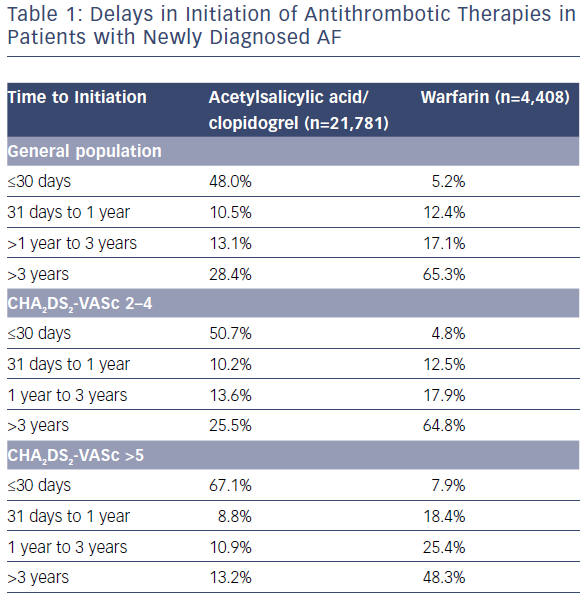 Table 1: Delays in Initiation of Antithrombotic Therapies in
Patients with Newly Diagnosed AF
Time to Initiation Acetylsalicylic acid/ Warfarin (n=4,408)
clopidogrel (n=21,781)
General population
≤30 days 48.0% 5.2%
31 days to 1 year 10.5% 12.4%
>1 year to 3 years 13.1% 17.1%
>3 years 28.4% 65.3%
CHA₂DS₂-VASc 2–4
≤30 days 50.7% 4.8%
31 days to 1 year 10.2% 12.5%
1 year to 3 years 13.6% 17.9%
>3 years 25.5% 64.8%
CHA₂DS₂-VASc >5
≤30 days 67.1% 7.9%
31 days to 1 year 8.8% 18.4%
1 year to 3 years 10.9% 25.4%
>3 years 13.2% 48.3%